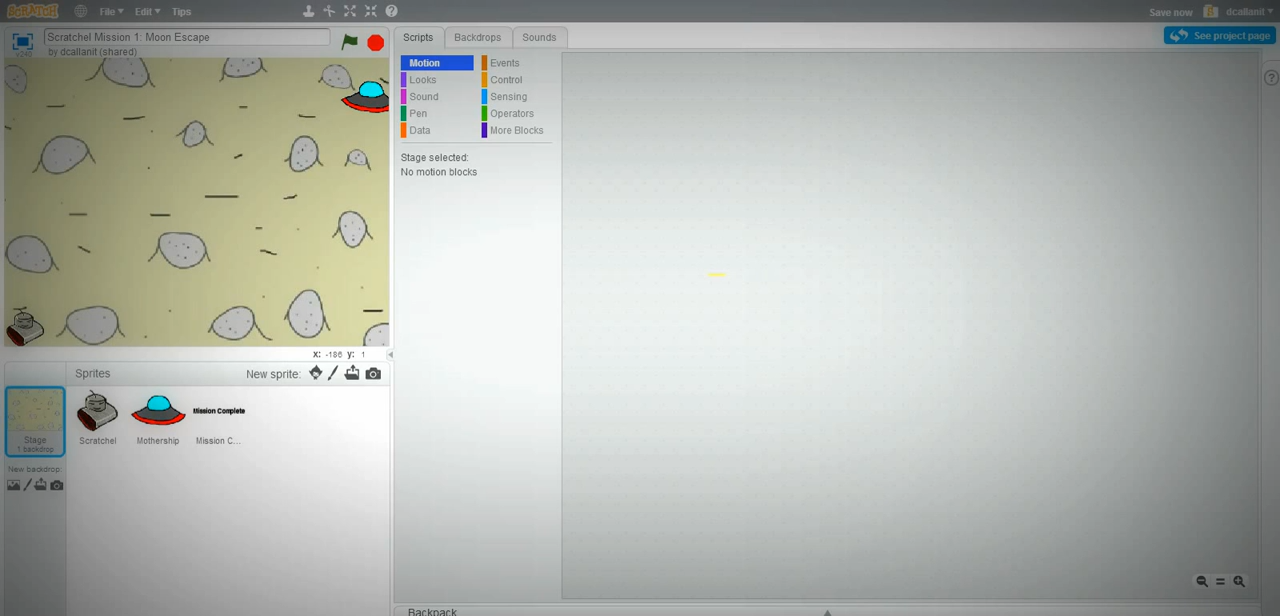 SCRATCH File Edit Tips Save now dcallanit
Scratchel Mission 1: Moon Escape
by dcallanit (shared)
Scripts Backdrops Sounds See project page
Motion Events
Looks Control
Sound Sensing
Pen Operators
Data More Blocks
Stage selected:
No motion blocks
x: -186 y: 1
Sprites New sprite:
Mission Complete
Stage
1 backdrop
Scratchel Mothership Mission C...
New backdrop:
Backpack